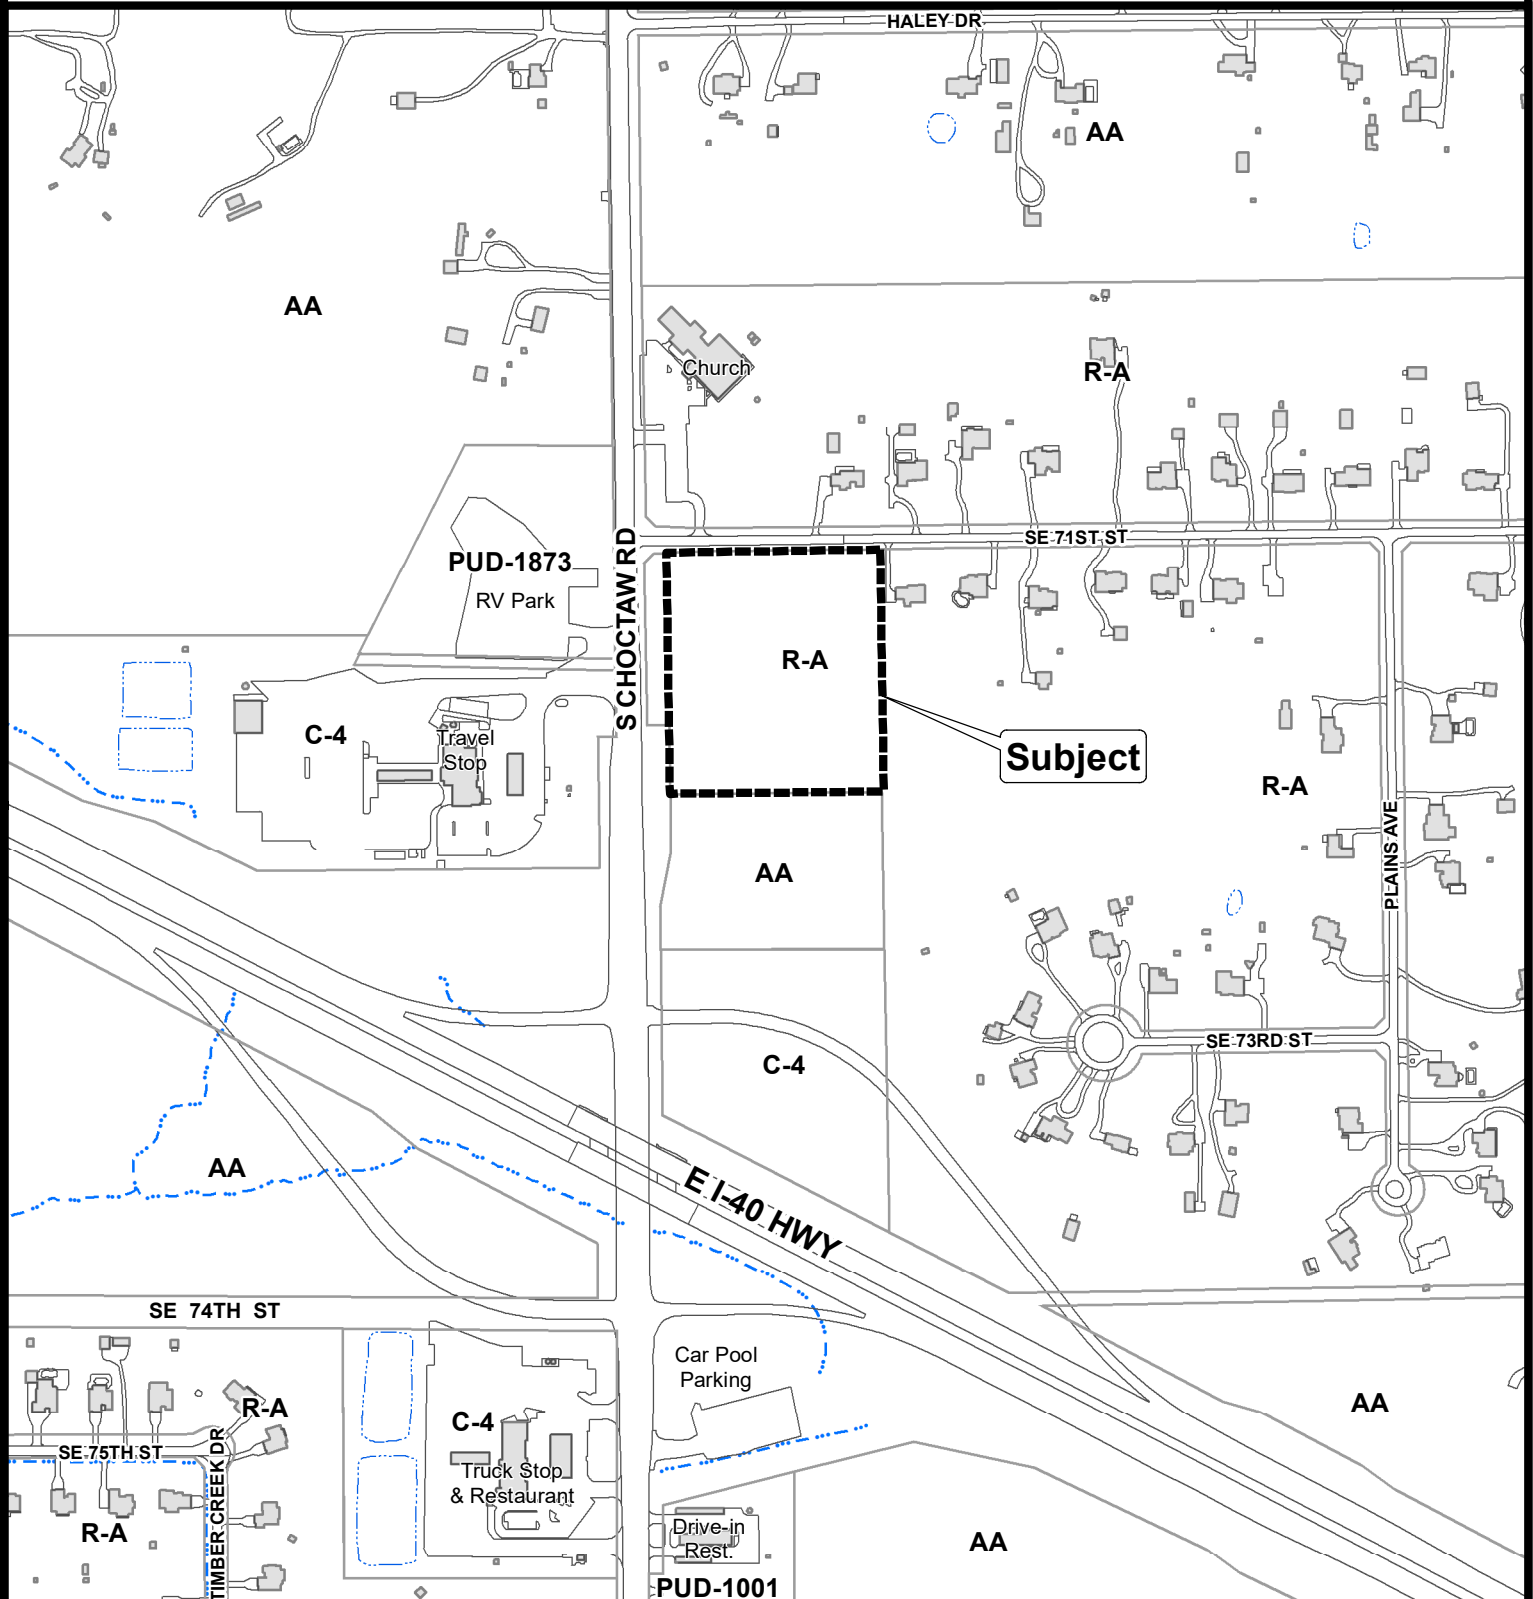 HALEY DR
AA
AA
Church
R-A
SE 71ST ST
PUD-1873
RV Park
S CHOCTAW RD
R-A
C-4
Travel
Stop
Subject
R-A
PLAINS AVE
AA
SE 73RD ST
C-4
AA
E I-40 HWY
SE 74TH ST
Car Pool
Parking
AA
R-A
C-4
SE 75TH ST
TIMBER CREEK DR
Truck Stop
& Restaurant
R-A
Drive-in
Rest.
AA
PUD-1001